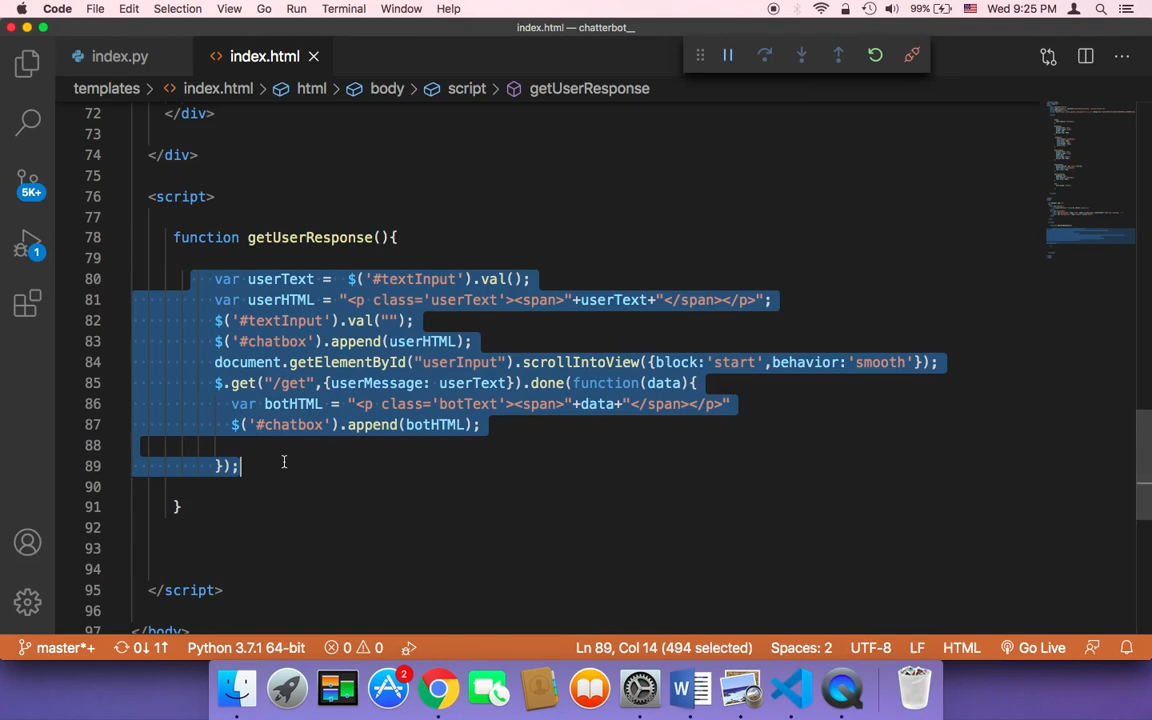 Code File Edit Selection View Go Run Terminal Window Help 99% Wed 9:25 PM
index.html — chatterbot__
index.py index.html
templates > index.html > html > body > script > getUserResponse
72 </div>
73
74 </div>
75
76 <script>
77
78 function getUserResponse(){
79
80 var userText = $('#textInput').val();
81 var userHTML = "<p class='userText'><span>"+userText+"</span></p>";
82 $('#textInput').val("");
83 $('#chatbox').append(userHTML);
84 document.getElementById("userInput").scrollIntoView({block:'start',behavior:'smooth'});
85 $.get("/get",{userMessage: userText}).done(function(data){
86 var botHTML = "<p class='botText'><span>"+data+"</span></p>"
87 $('#chatbox').append(botHTML);
88
89 });
90
91 }
92
93
94
95 </script>
96
97 </body>
5K+
1
master*+ 0↓ 1↑ Python 3.7.1 64-bit 0 0 Ln 89, Col 14 (494 selected) Spaces: 2 UTF-8 LF HTML Go Live
2